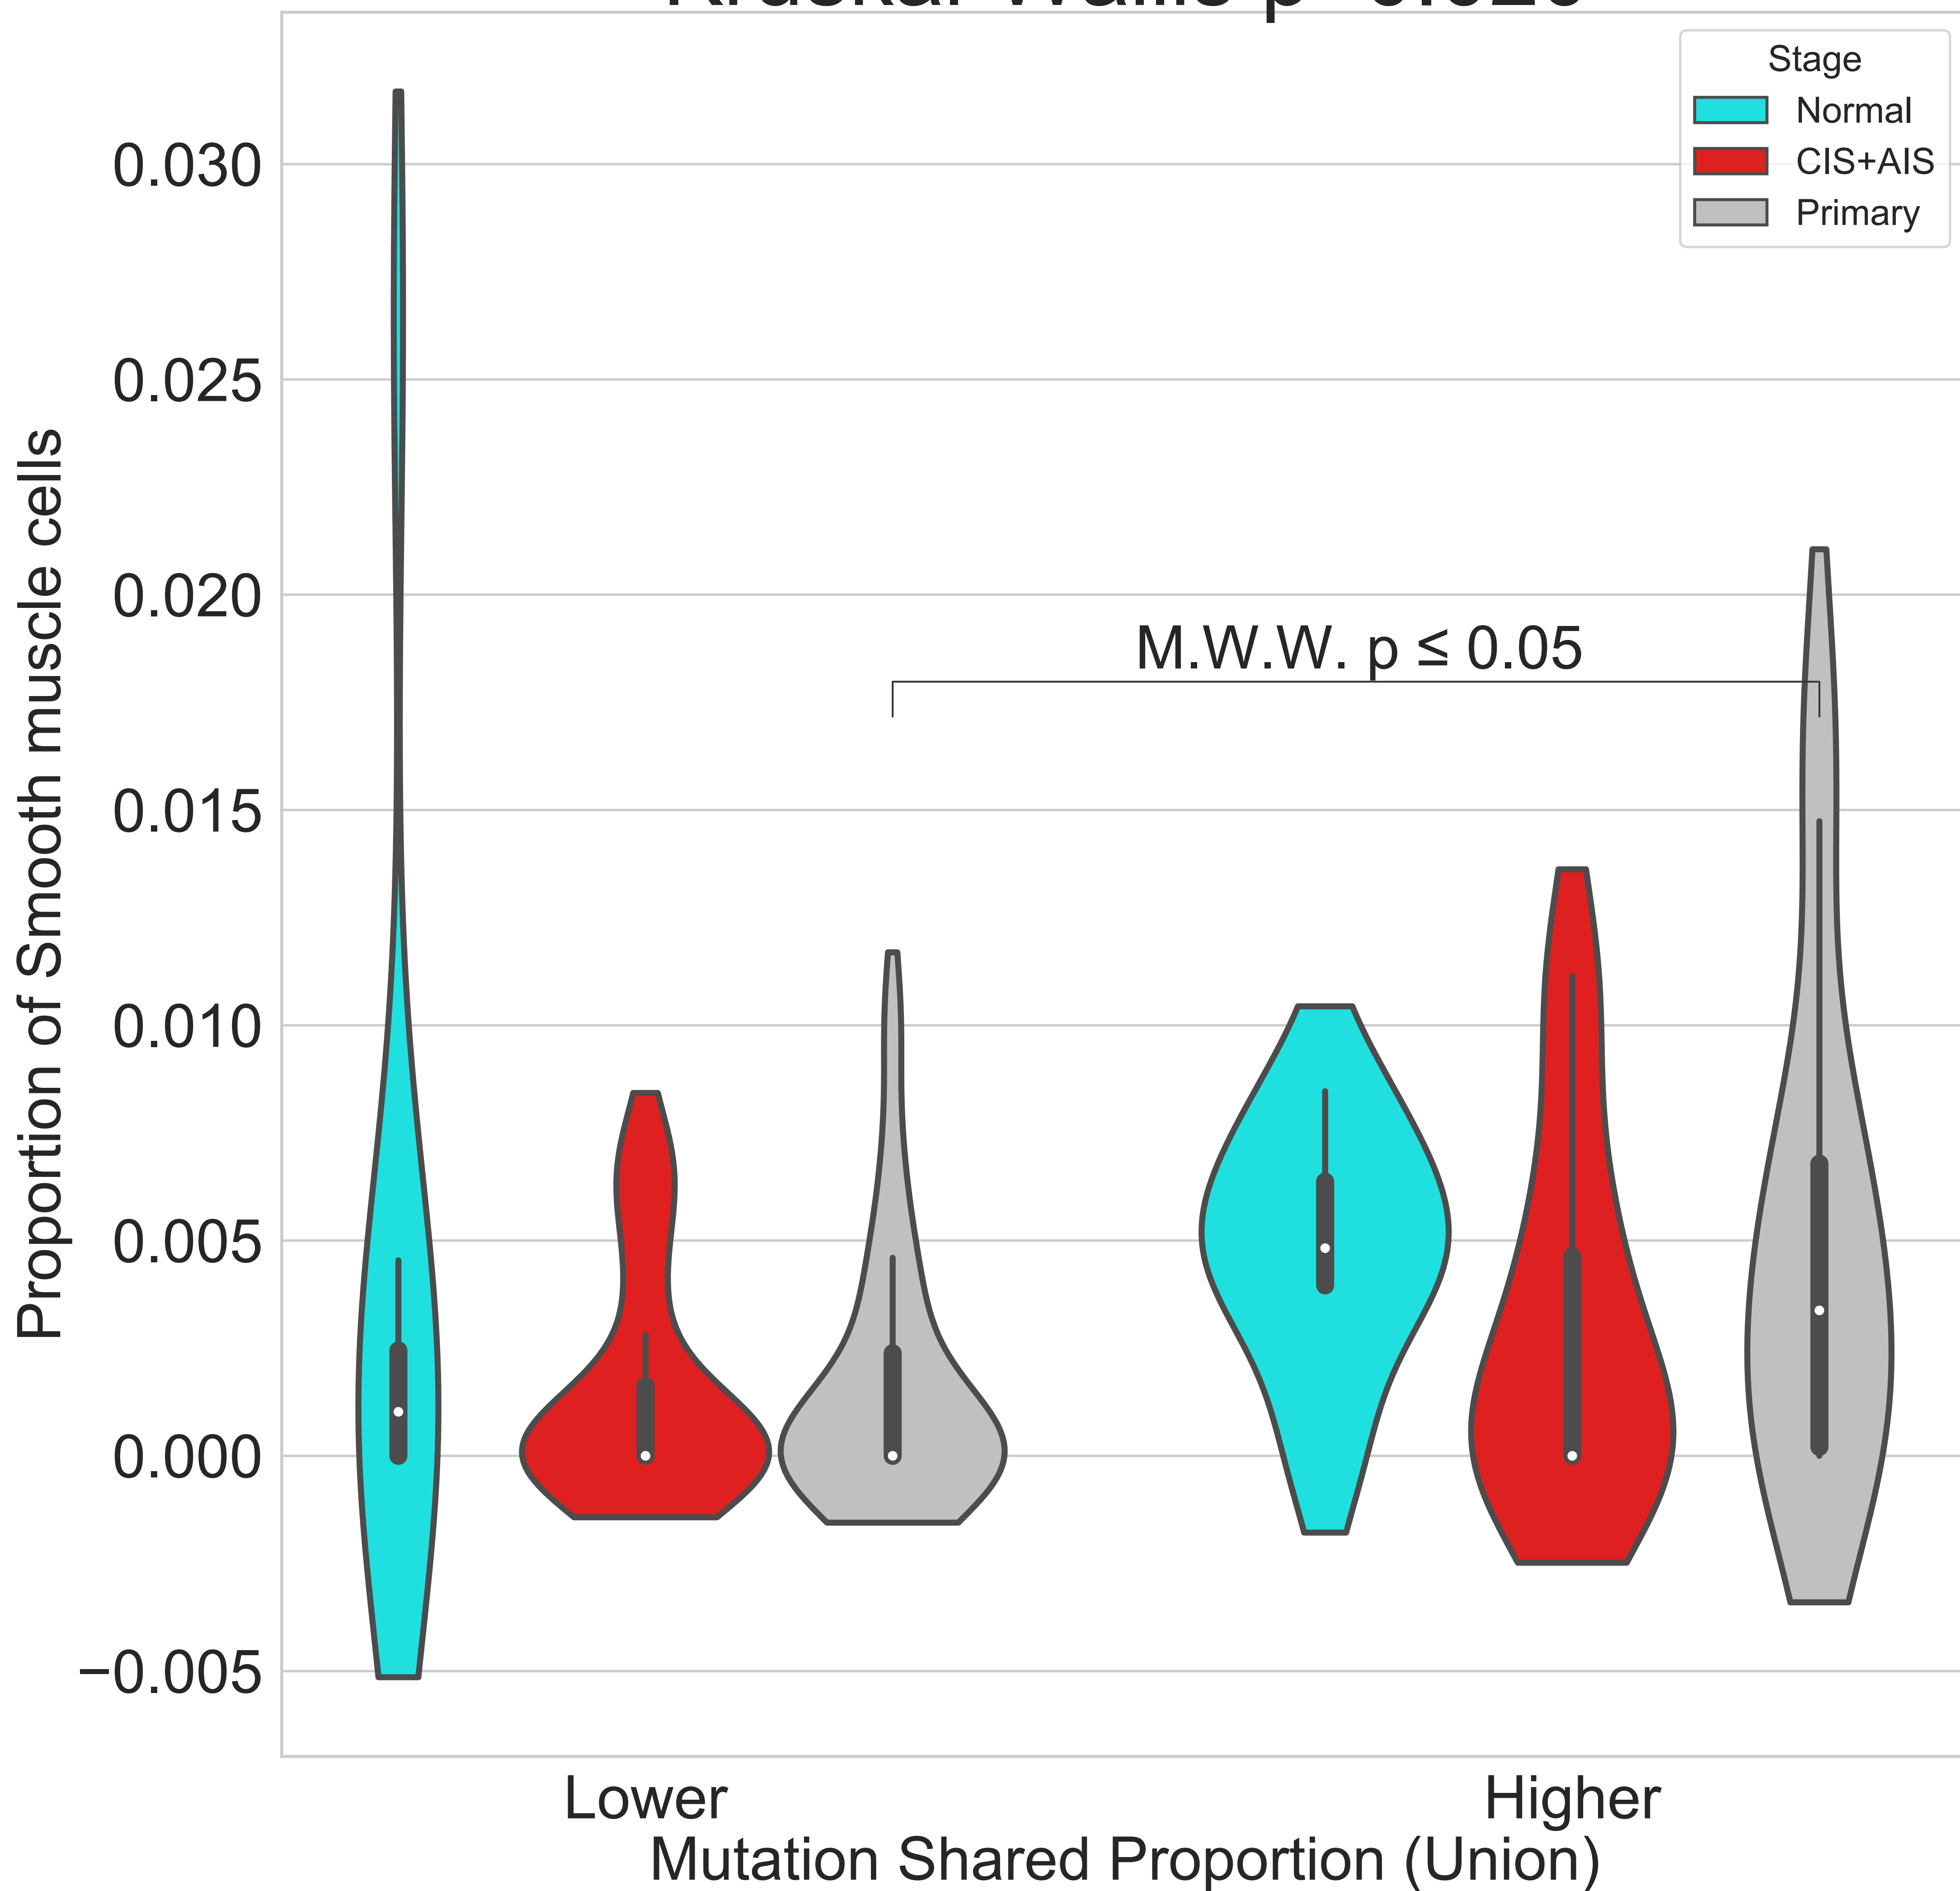 Stage
Normal
CIS+AIS
Primary
0.030
0.025
0.020
0.015
0.010
0.005
0.000
−0.005
Proportion of Smooth muscle cells
M.W.W. p ≤ 0.05
Lower
Higher
Mutation Shared Proportion (Union)